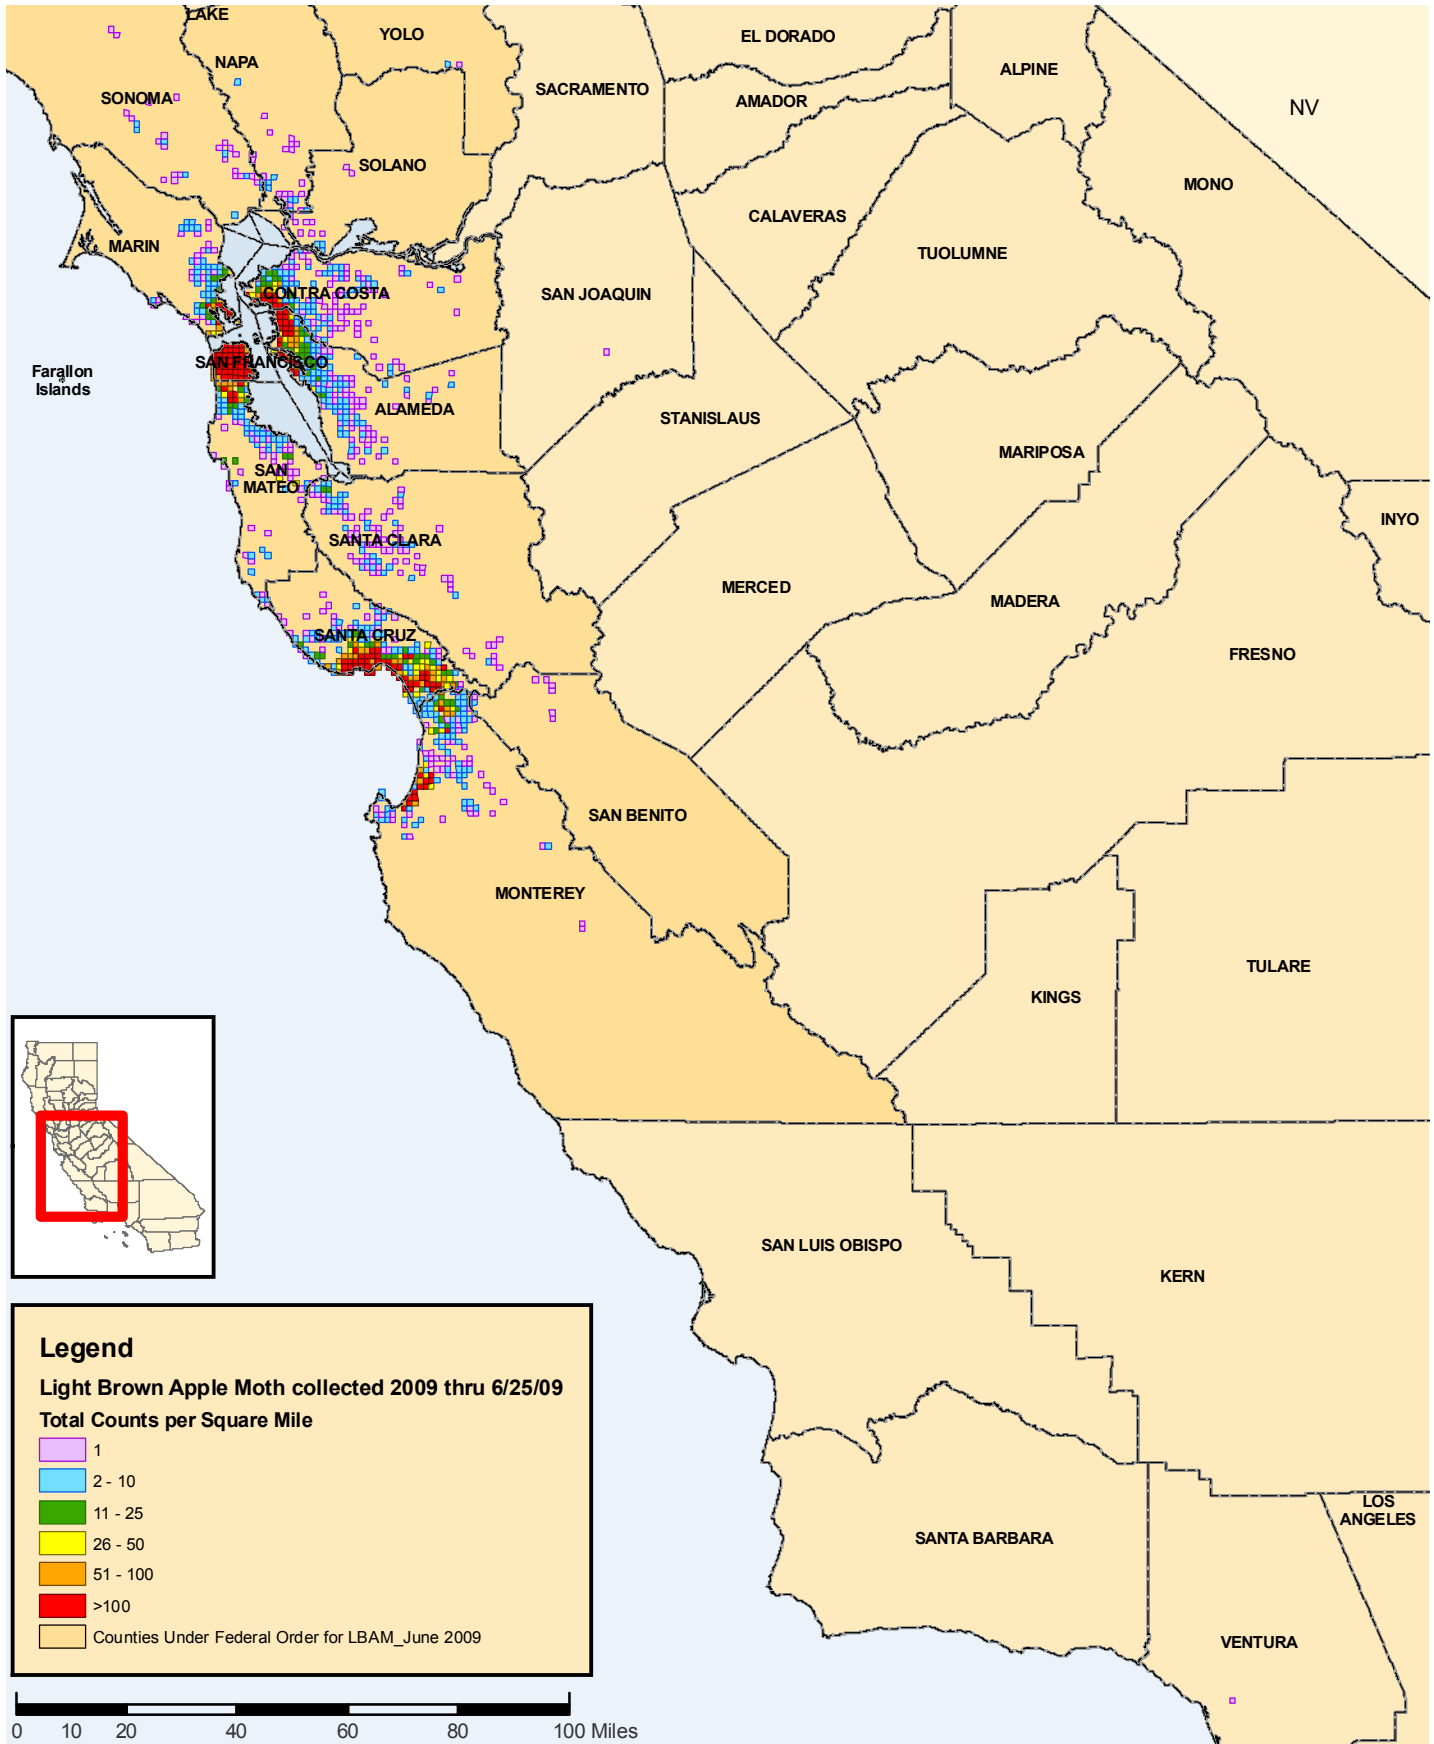 LAKE
YOLO
EL DORADO
NAPA
ALPINE
SACRAMENTO
SONOMA
AMADOR
NV
SOLANO
MONO
CALAVERAS
MARIN
TUOLUMNE
CONTRA COSTA
SAN JOAQUIN
SAN FRANCISCO
Farallon
Islands
ALAMEDA
STANISLAUS
MARIPOSA
SAN
MATEO
INYO
SANTA CLARA
MERCED
MADERA
SANTA CRUZ
FRESNO
SAN BENITO
MONTEREY
TULARE
KINGS
SAN LUIS OBISPO
KERN
LOS
ANGELES
SANTA BARBARA
VENTURA
Legend
Light Brown Apple Moth collected 2009 thru 6/25/09
Total Counts per Square Mile
1
2 - 10
11 - 25
26 - 50
51 - 100
>100
Counties Under Federal Order for LBAM_June 2009
0 10 20 40 60 80 100 Miles